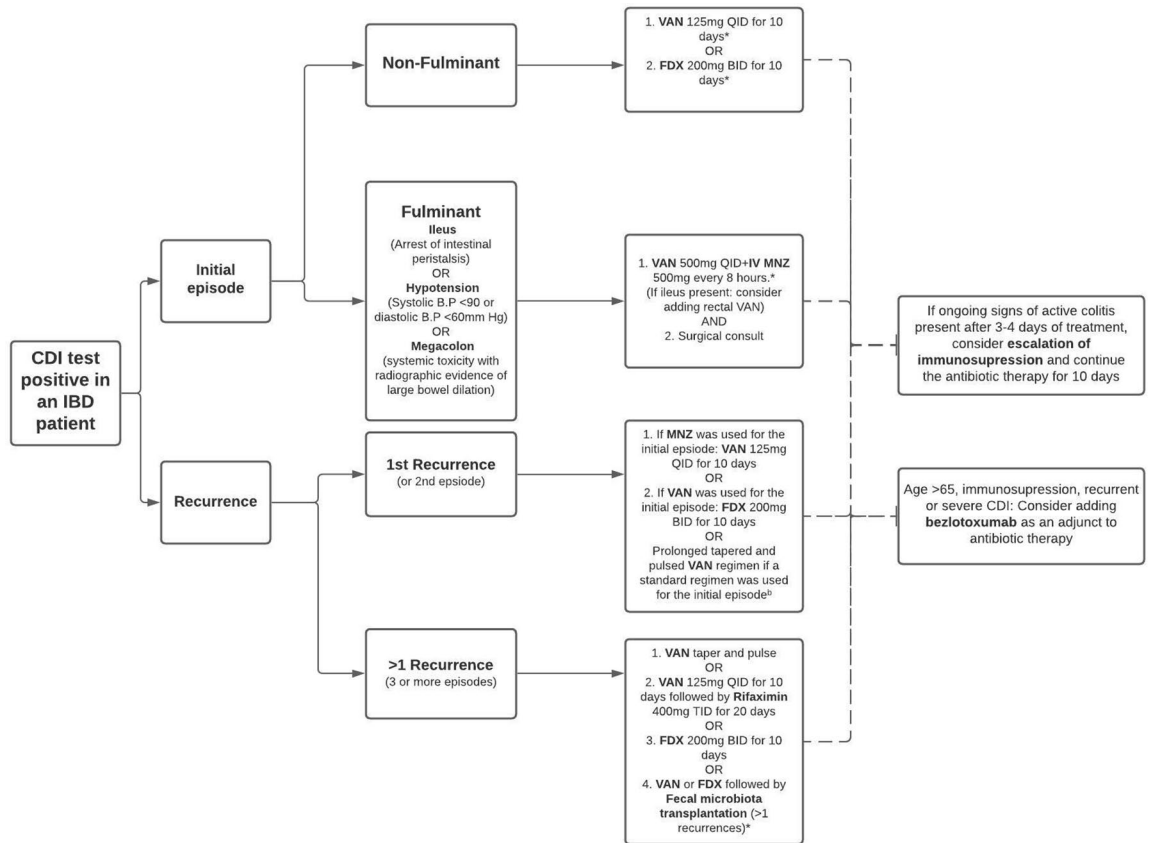 CDI test
positive in
an IBD
patient
Initial
episode
Recurrence
Non-Fulminant
Fulminant
Ileus
(Arrest of intestinal
peristalsis)
OR
Hypotension
(Systolic B.P <90 or
diastolic B.P <60mm Hg)
OR
Megacolon
(systemic toxicity with
radiographic evidence of
large bowel dilation)
1st Recurrence
(or 2nd epsiode)
>1 Recurrence
(3 or more episodes)
1. VAN 125mg QID for 10
days*
OR
2. FDX 200mg BID for 10
days*
1. VAN 500mg QID+IV MNZ
500mg every 8 hours.*
(If ileus present: consider
adding rectal VAN)
AND
2. Surgical consult
1. If MNZ was used for the
initial epsiode: VAN 125mg
QID for 10 days
OR
2. If VAN was used for the
initial episode: FDX 200mg
BID for 10 days
OR
Prolonged tapered and
pulsed VAN regimen if a
standard regimen was used
for the initial episodeᵇ
1. VAN taper and pulse
OR
2. VAN 125mg QID for 10
days followed by Rifaximin
400mg TID for 20 days
OR
3. FDX 200mg BID for 10
days
OR
4. VAN or FDX followed by
Fecal microbiota
transplantation (>1
recurrences)*
If ongoing signs of active colitis
present after 3-4 days of treatment,
consider escalation of
immunosupression and continue
the antibiotic therapy for 10 days
Age >65, immunosupression, recurrent
or severe CDI: Consider adding
bezlotoxumab as an adjunct to
antibiotic therapy